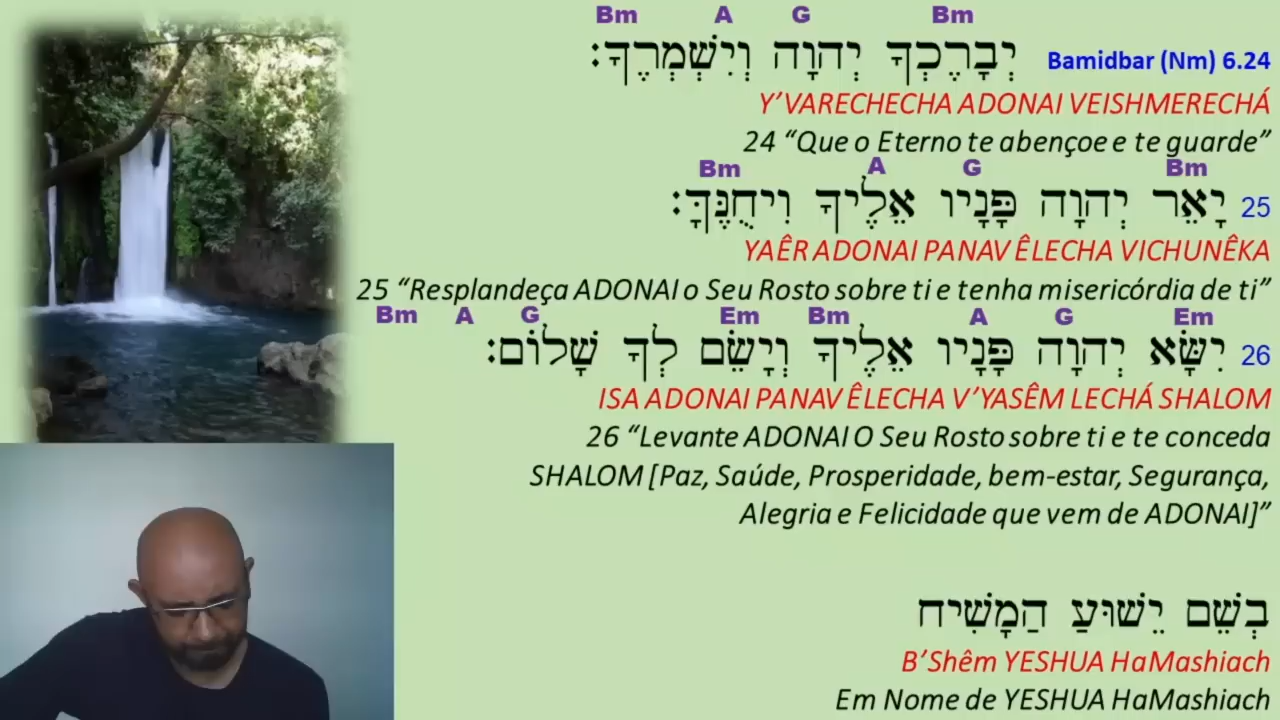 Bm A G Bm
יְבָרֶכְךָ יְהוָה וְיִשְׁמְרֶךָ׃ Bamidbar (Nm) 6.24
Y’VARECHECHA ADONAI VEISHMERECHÁ
24 “Que o Eterno te abençoe e te guarde”
Bm A G Bm
25 יָאֵר יְהוָה פָּנָיו אֵלֶיךָ וִיחֻנֶּךָּ׃
YAÊR ADONAI PANAV ÊLECHA VICHUNÊKA
25 “Resplandeça ADONAI o Seu Rosto sobre ti e tenha misericórdia de ti”
Bm A G Em Bm A G Em
26 יִשָּׂא יְהוָה פָּנָיו אֵלֶיךָ וְיָשֵׂם לְךָ שָׁלוֹם׃
ISA ADONAI PANAV ÊLECHA V’YASÊM LECHÁ SHALOM
26 “Levante ADONAI O Seu Rosto sobre ti e te conceda
SHALOM [Paz, Saúde, Prosperidade, bem-estar, Segurança,
Alegria e Felicidade que vem de ADONAI]”
בְשֵׁם יֵשׁוּעַ הַמָשִׁיח
B’Shêm YESHUA HaMashiach
Em Nome de YESHUA HaMashiach